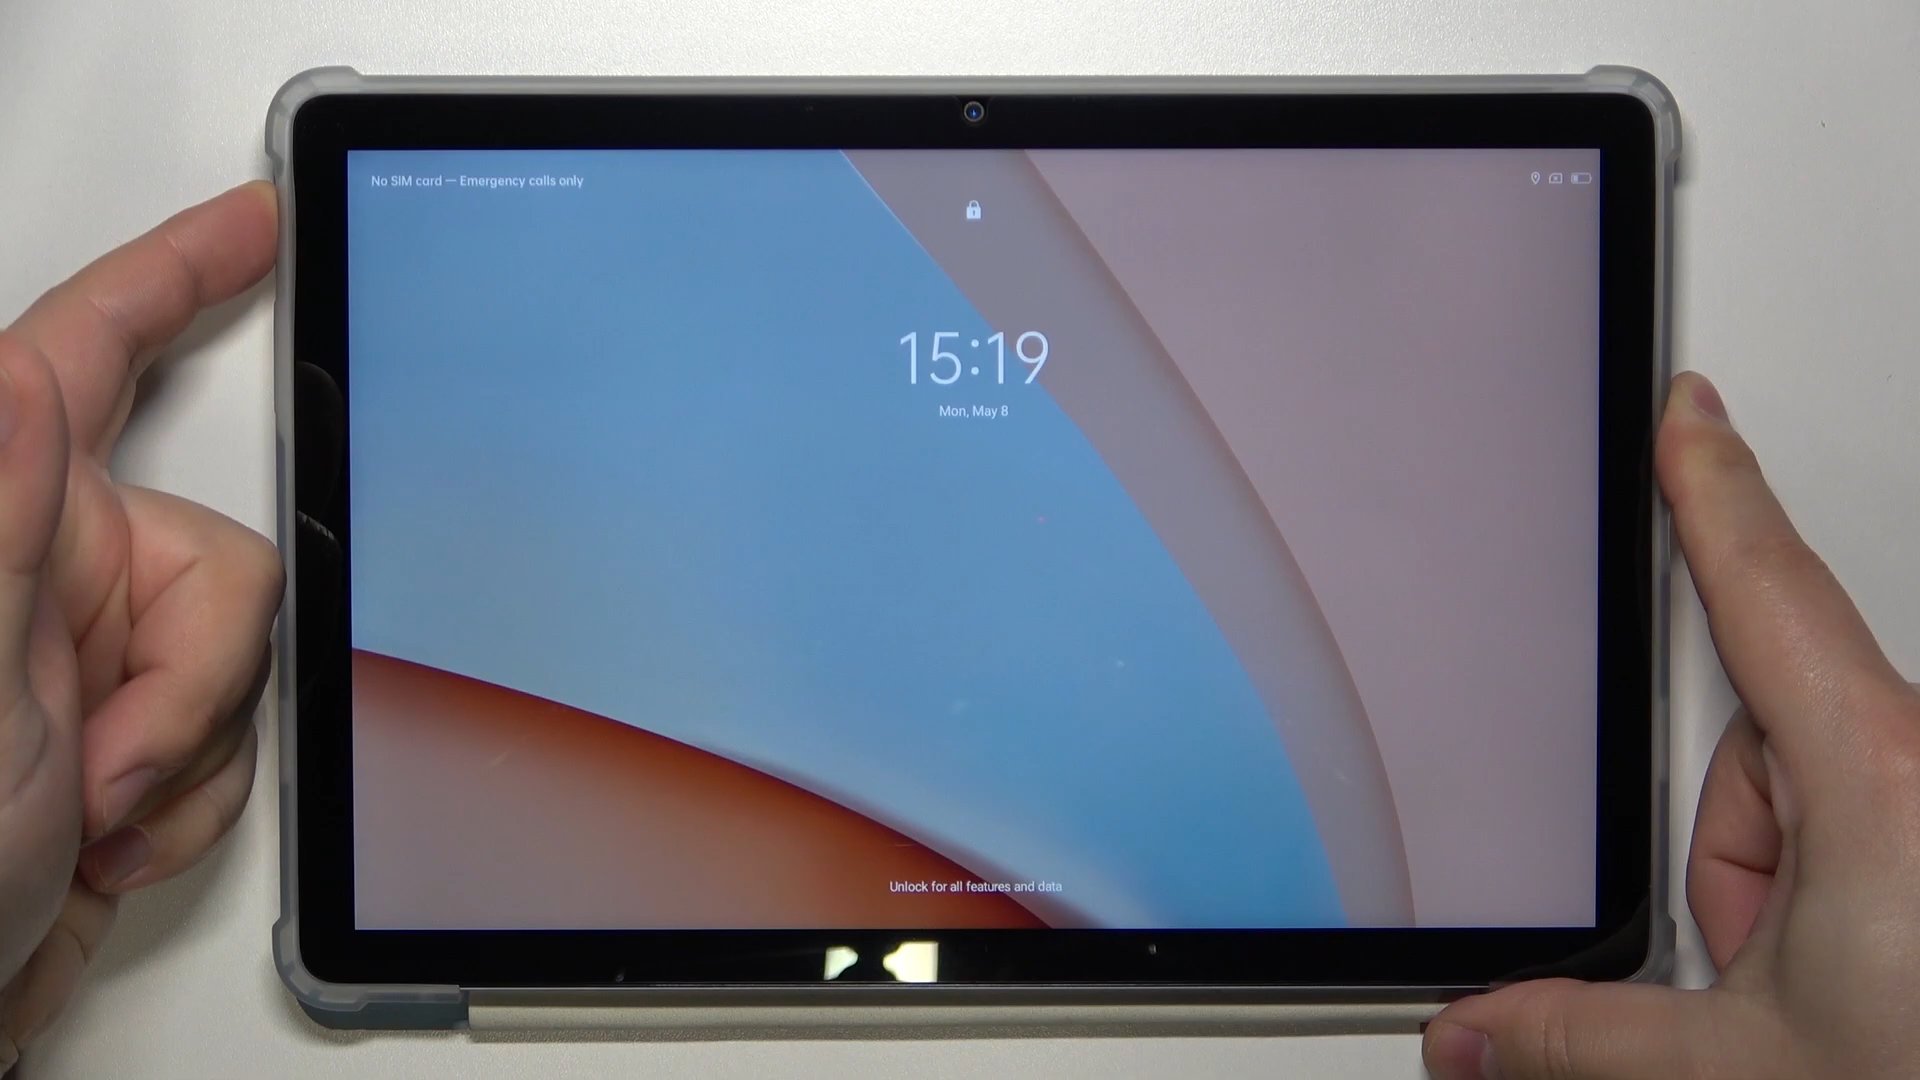 No SIM card — Emergency calls only
15:19
Mon, May 8
Unlock for all features and data